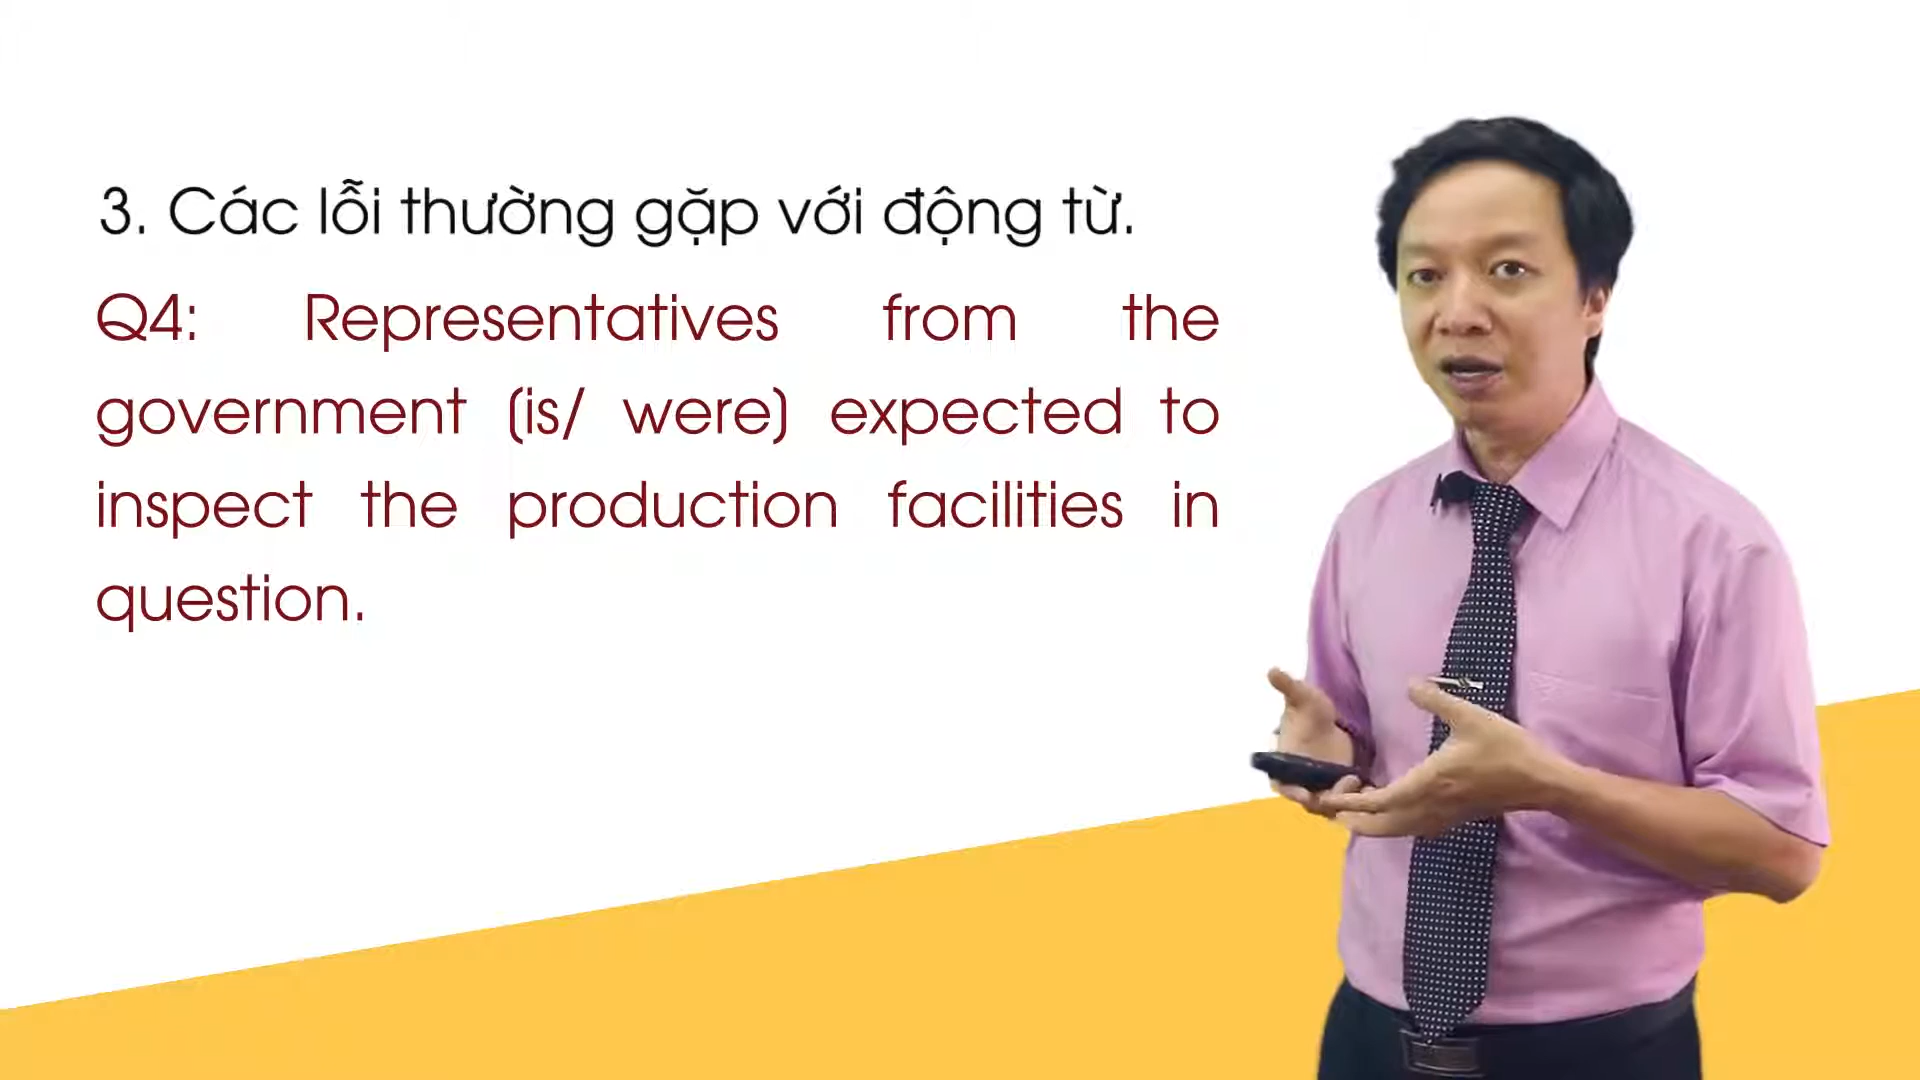 3. Các lỗi thường gặp với động từ.
Q4: Representatives from the
government (is/ were) expected to
inspect the production facilities in
question.